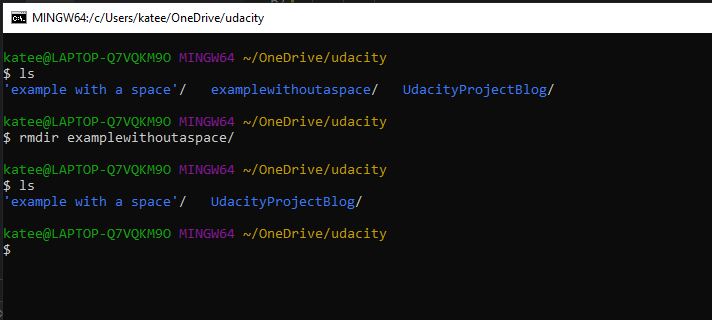 MINGW64:/c/Users/katee/OneDrive/udacity
katee@LAPTOP-Q7VQKM9O MINGW64 ~/OneDrive/udacity
$ ls
'example with a space'/   examplewithoutaspace/   UdacityProjectBlog/
katee@LAPTOP-Q7VQKM9O MINGW64 ~/OneDrive/udacity
$ rmdir examplewithoutaspace/
katee@LAPTOP-Q7VQKM9O MINGW64 ~/OneDrive/udacity
$ ls
'example with a space'/   UdacityProjectBlog/
katee@LAPTOP-Q7VQKM9O MINGW64 ~/OneDrive/udacity
$